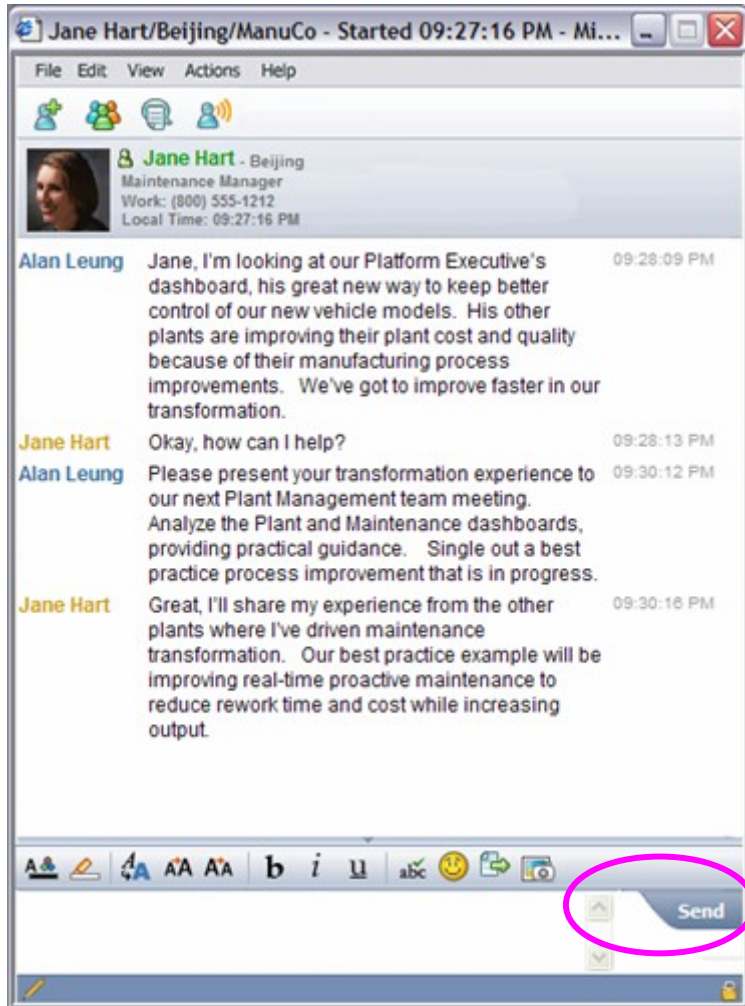 Jane Hart/Beijing/ManuCo - Started 09:27:16 PM - Mi...
File Edit View Actions Help
Jane Hart - Beijing
Maintenance Manager
Work: (800) 555-1212
Local Time: 09:27:16 PM
Alan Leung Jane, I'm looking at our Platform Executive's 09:28:09 PM
dashboard, his great new way to keep better
control of our new vehicle models. His other
plants are improving their plant cost and quality
because of their manufacturing process
improvements. We've got to improve faster in our
transformation.
Jane Hart Okay, how can I help? 09:28:13 PM
Alan Leung Please present your transformation experience to 09:30:12 PM
our next Plant Management team meeting.
Analyze the Plant and Maintenance dashboards,
providing practical guidance. Single out a best
practice process improvement that is in progress.
Jane Hart Great, I'll share my experience from the other 09:30:16 PM
plants where I've driven maintenance
transformation. Our best practice example will be
improving real-time proactive maintenance to
reduce rework time and cost while increasing
output.
A A A A A A A b i u abc
Send